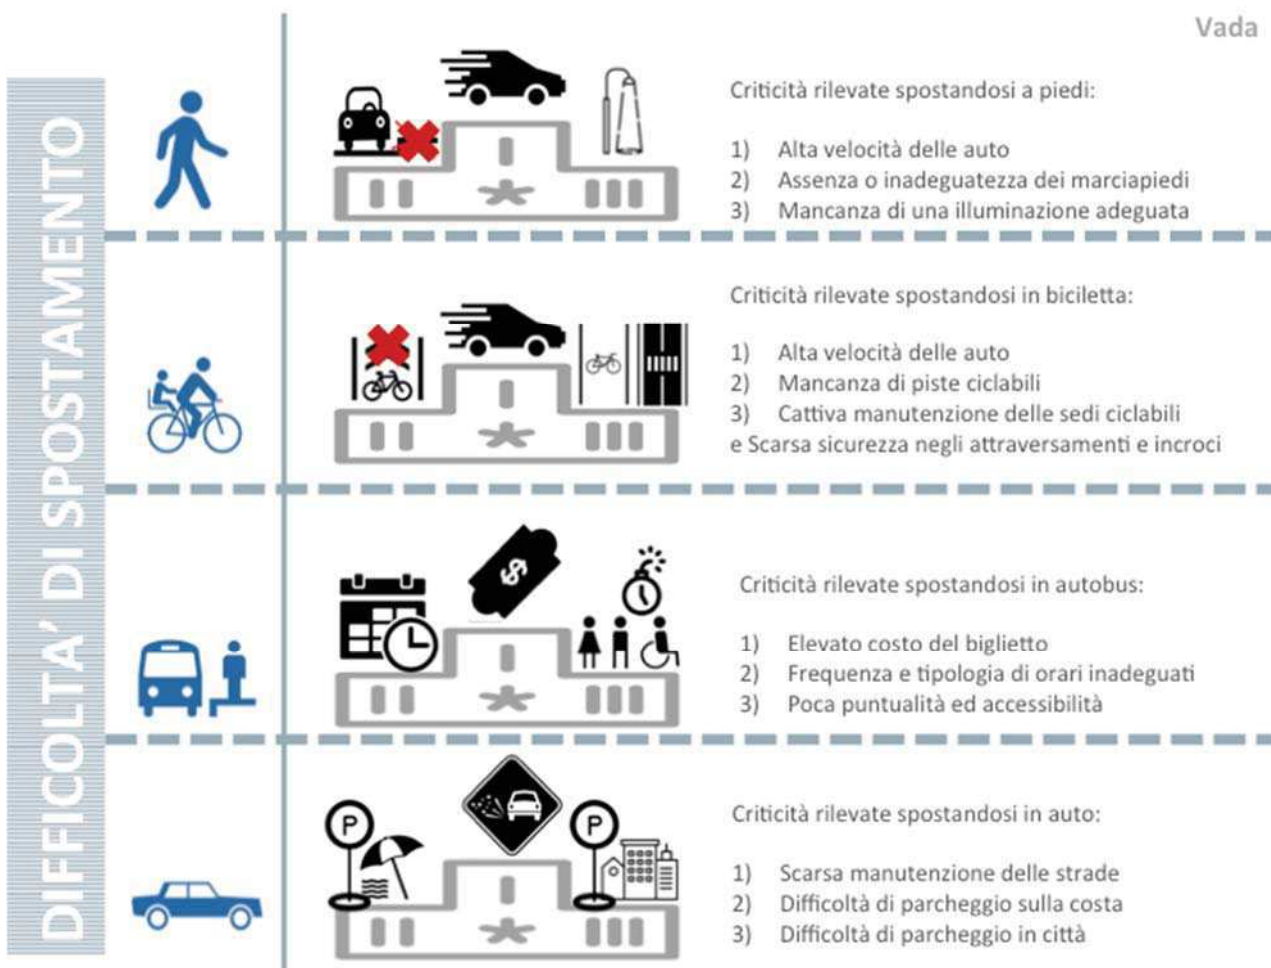 Vada
DIFFICOLTA' DI SPOSTAMENTO
Criticità rilevate spostandosi a piedi:
1) Alta velocità delle auto
2) Assenza o inadeguatezza dei marciapiedi
3) Mancanza di una illuminazione adeguata
Criticità rilevate spostandosi in biciletta:
1) Alta velocità delle auto
2) Mancanza di piste ciclabili
3) Cattiva manutenzione delle sedi ciclabili
e Scarsa sicurezza negli attraversamenti e incroci
$
Criticità rilevate spostandosi in autobus:
1) Elevato costo del biglietto
2) Frequenza e tipologia di orari inadeguati
3) Poca puntualità ed accessibilità
P
P
Criticità rilevate spostandosi in auto:
1) Scarsa manutenzione delle strade
2) Difficoltà di parcheggio sulla costa
3) Difficoltà di parcheggio in città